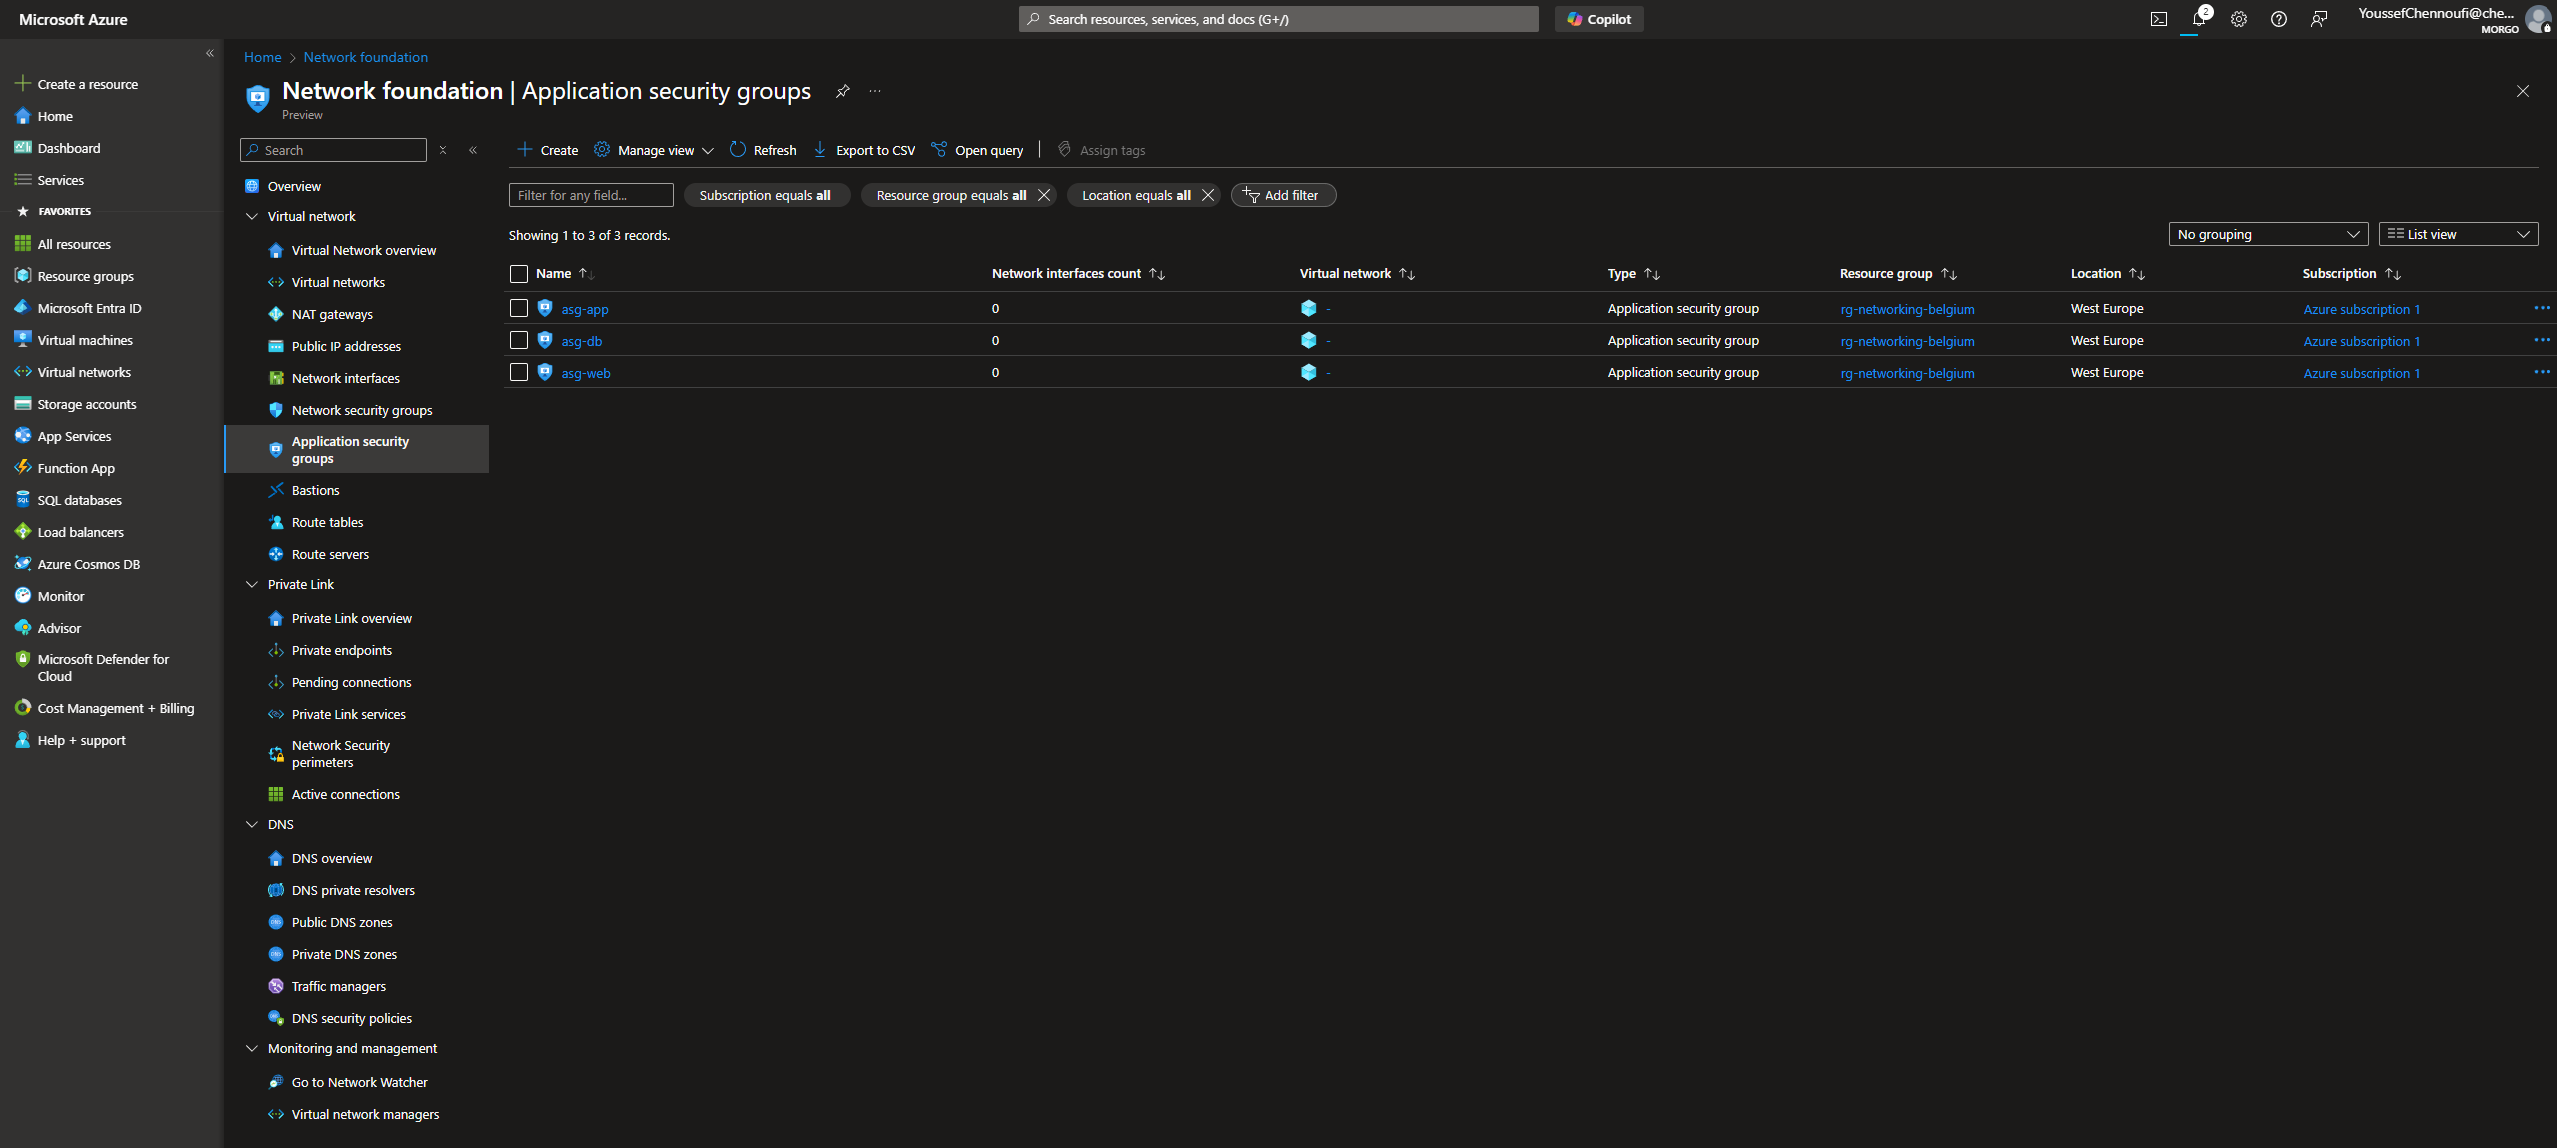 Microsoft Azure
Search resources, services, and docs (G+/)
Copilot
2
YoussefChennoufi@che...
MORGO
Create a resource
Home
Dashboard
Services
FAVORITES
All resources
Resource groups
Microsoft Entra ID
Virtual machines
Virtual networks
Storage accounts
App Services
Function App
SQL databases
Load balancers
Azure Cosmos DB
Monitor
Advisor
Microsoft Defender for
Cloud
Cost Management + Billing
Help + support
Home > Network foundation
Network foundation | Application security groups
Preview
Search
Overview
Virtual network
Virtual Network overview
Virtual networks
NAT gateways
Public IP addresses
Network interfaces
Network security groups
Application security
groups
Bastions
Route tables
Route servers
Private Link
Private Link overview
Private endpoints
Pending connections
Private Link services
Network Security
perimeters
Active connections
DNS
DNS overview
DNS private resolvers
Public DNS zones
Private DNS zones
Traffic managers
DNS security policies
Monitoring and management
Go to Network Watcher
Virtual network managers
Create Manage view Refresh Export to CSV Open query | Assign tags
Filter for any field... Subscription equals all Resource group equals all Location equals all Add filter
Showing 1 to 3 of 3 records.
No grouping List view
Name Network interfaces count Virtual network Type Resource group Location Subscription
asg-app 0 - Application security group rg-networking-belgium West Europe Azure subscription 1
asg-db 0 - Application security group rg-networking-belgium West Europe Azure subscription 1
asg-web 0 - Application security group rg-networking-belgium West Europe Azure subscription 1